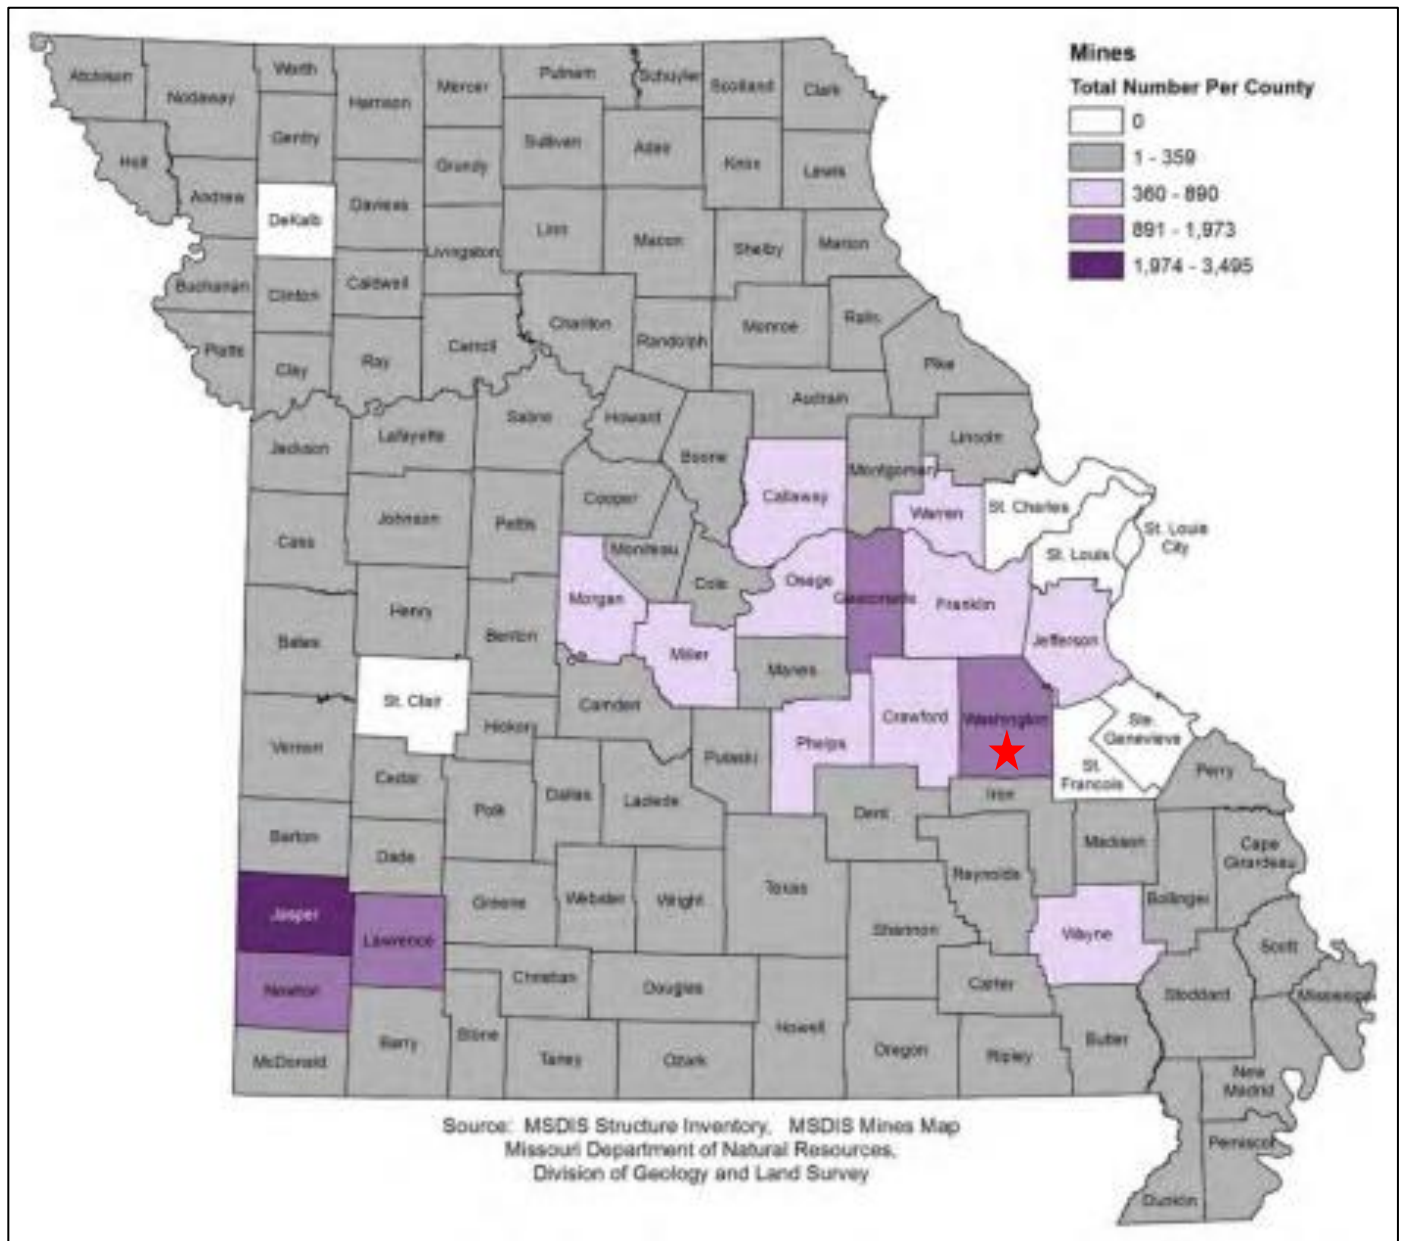 Mines
Total Number Per County
0
1 - 359
360 - 890
891 - 1,973
1,974 - 3,495
Atchison
Nodaway
Worth
Harrison
Mercer
Putnam
Schuyler
Scotland
Clark
Gentry
Sullivan
Adair
Knox
Lewis
Holt
Andrew
DeKalb
Daviess
Grundy
Livingston
Linn
Macon
Shelby
Marion
Buchanan
Clinton
Caldwell
Chariton
Randolph
Monroe
Ralls
Platte
Clay
Ray
Carroll
Pike
Audrain
Jackson
Lafayette
Saline
Howard
Boone
Montgomery
Lincoln
Callaway
Warren
St. Charles
St. Louis
City
St. Louis
Cass
Johnson
Pettis
Cooper
Moniteau
Cole
Osage
Gasconade
Franklin
Jefferson
Bates
Henry
Benton
Morgan
Miller
Maries
St. Clair
Hickory
Camden
Pulaski
Phelps
Crawford
Washington
Ste.
Genevieve
St.
Francois
Perry
Vernon
Cedar
Polk
Dallas
Laclede
Dent
Iron
Madison
Cape
Girardeau
Barton
Dade
Greene
Webster
Wright
Texas
Shannon
Reynolds
Bollinger
Wayne
Scott
Jasper
Lawrence
Newton
Christian
Douglas
Howell
Carter
Stoddard
Mississippi
McDonald
Barry
Stone
Taney
Ozark
Oregon
Ripley
Butler
New
Madrid
Pemiscot
Dunklin
Source: MSDIS Structure Inventory, MSDIS Mines Map
Missouri Department of Natural Resources,
Division of Geology and Land Survey